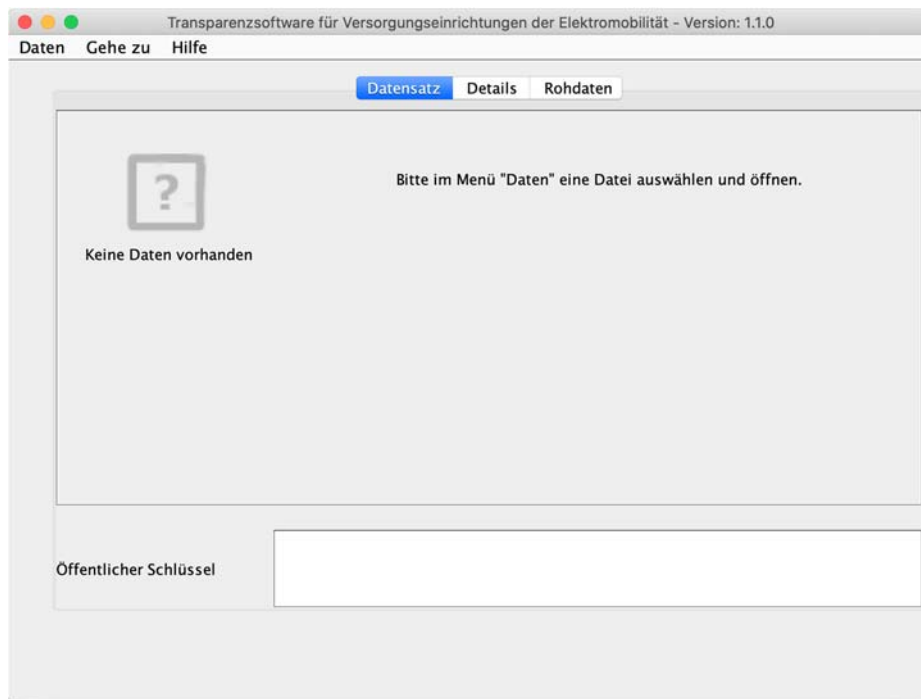 Transparenzsoftware für Versorgungseinrichtungen der Elektromobilität - Version: 1.1.0
Daten Gehe zu Hilfe
Datensatz Details Rohdaten
?
Bitte im Menü "Daten" eine Datei auswählen und öffnen.
Keine Daten vorhanden
Öffentlicher Schlüssel